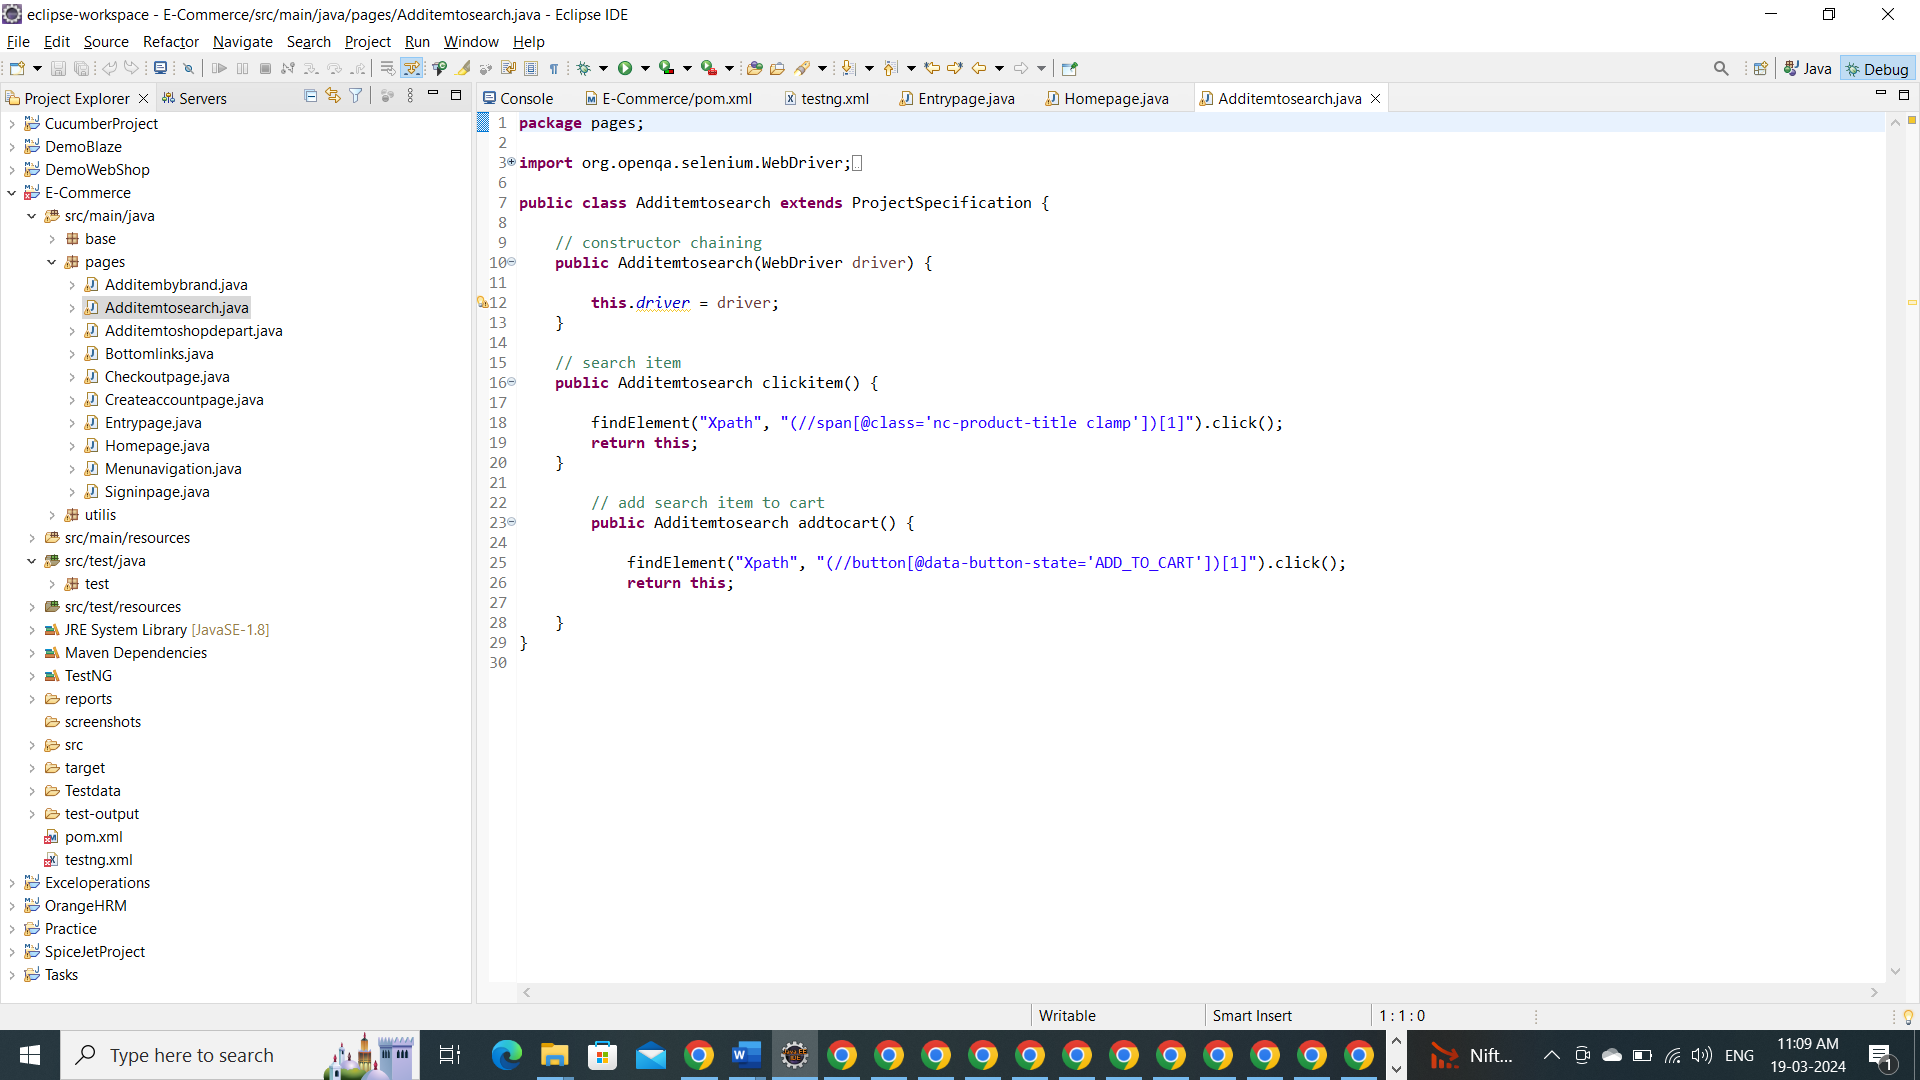 eclipse-workspace - E-Commerce/src/main/java/pages/Additemtosearch.java - Eclipse IDE
File Edit Source Refactor Navigate Search Project Run Window Help
Java Debug
Project Explorer Servers
Console E-Commerce/pom.xml testng.xml Entrypage.java Homepage.java Additemtosearch.java
CucumberProject
DemoBlaze
DemoWebShop
E-Commerce
src/main/java
base
pages
Additembybrand.java
Additemtosearch.java
Additemtoshopdepart.java
Bottomlinks.java
Checkoutpage.java
Createaccountpage.java
Entrypage.java
Homepage.java
Menunavigation.java
Signinpage.java
utilis
src/main/resources
src/test/java
test
src/test/resources
JRE System Library [JavaSE-1.8]
Maven Dependencies
TestNG
reports
screenshots
src
target
Testdata
test-output
pom.xml
testng.xml
Exceloperations
OrangeHRM
Practice
SpiceJetProject
Tasks
1 package pages;
2
3 import org.openqa.selenium.WebDriver;
6
7 public class Additemtosearch extends ProjectSpecification {
8
9 // constructor chaining
10 public Additemtosearch(WebDriver driver) {
11
12 this.driver = driver;
13 }
14
15 // search item
16 public Additemtosearch clickitem() {
17
18 findElement("Xpath", "(//span[@class='nc-product-title clamp'])[1]").click();
19 return this;
20 }
21
22 // add search item to cart
23 public Additemtosearch addtocart() {
24
25 findElement("Xpath", "(//button[@data-button-state='ADD_TO_CART'])[1]").click();
26 return this;
27
28 }
29 }
30
Writable Smart Insert 1 : 1 : 0
Type here to search
Nift...
ENG
11:09 AM
19-03-2024
1